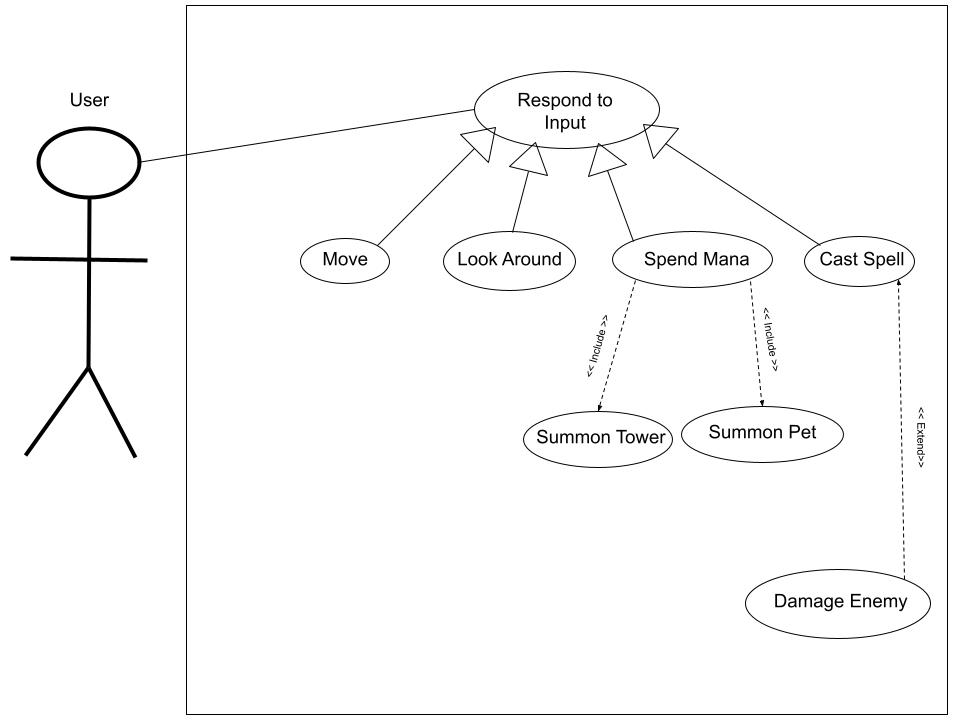 User
Respond to
Input
Move
Look Around
Spend Mana
Cast Spell
<< Include >>
<< Include >>
<< Extend>>
Summon Tower
Summon Pet
Damage Enemy